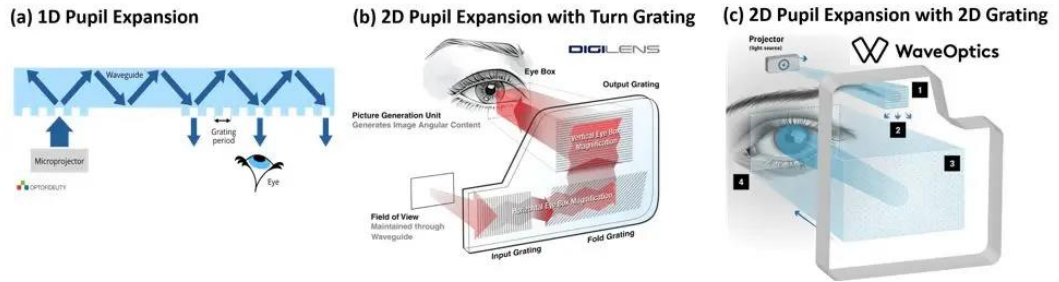 (a) 1D Pupil Expansion
Waveguide
Grating
period
Microprojector
Eye
OPTOFIDELITY
(b) 2D Pupil Expansion with Turn Grating
DIGILENS
Eye Box
Output Grating
Picture Generation Unit
Generates Image Angular Content
Vertical Eye Box
Magnification
Horizontal Eye Box Magnification
Field of View
Maintained through
Waveguide
Input Grating
Fold Grating
(c) 2D Pupil Expansion with 2D Grating
Projector
(light source)
WaveOptics
1
2
3
4